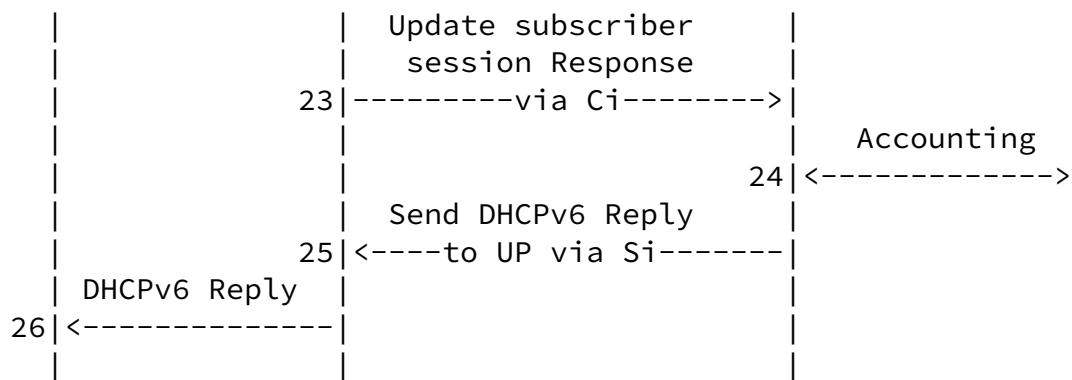 Update subscriber
session Response
23|---------via Ci-------->|
Accounting
24|<------------->
Send DHCPv6 Reply
25|<----to UP via Si-------|
DHCPv6 Reply
26|<--------------|